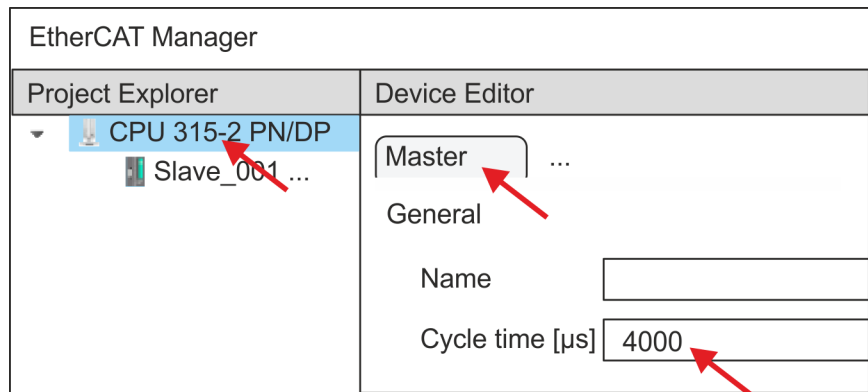 EtherCAT Manager
Project Explorer
Device Editor
CPU 315-2 PN/DP
Slave_001 ...
Master ...
General
Name
Cycle time [µs] 4000